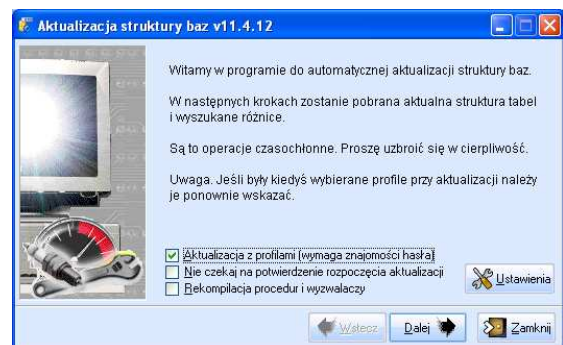 Aktualizacja struktury baz v11.4.12
Witamy w programie do automatycznej aktualizacji struktury baz.
W następnych krokach zostanie pobrana aktualna struktura tabel
i wyszukane różnice.
Są to operacje czasochłonne. Proszę uzbroić się w cierpliwość.
Uwaga. Jeśli były kiedyś wybierane profile przy aktualizacji należy
je ponownie wskazać.
Aktualizacja z profilami (wymaga znajomości hasła)
Nie czekaj na potwierdzenie rozpoczęcia aktualizacji
Rekompilacja procedur i wyzwalaczy
Ustawienia
Wstecz Dalej Zamknij